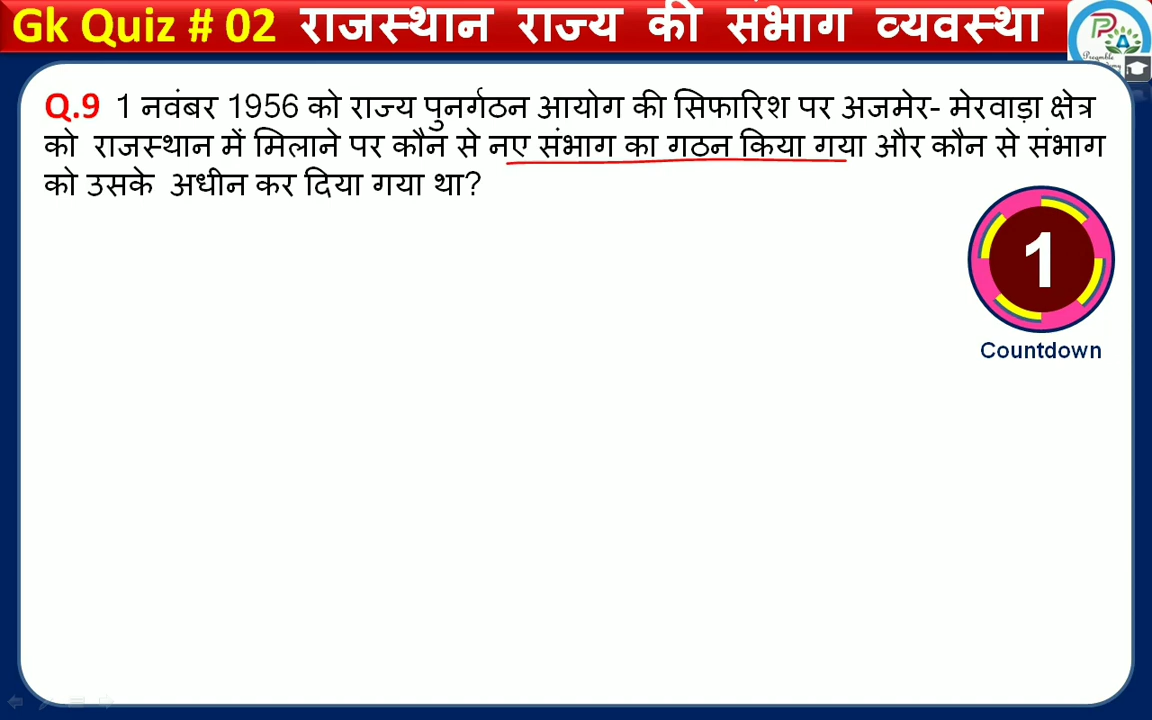 Gk Quiz # 02 राजस्थान राज्य की संभाग व्यवस्था
Q.9 1 नवंबर 1956 को राज्य पुनर्गठन आयोग की सिफारिश पर अजमेर- मेरवाड़ा क्षेत्र
को राजस्थान में मिलाने पर कौन से नए संभाग का गठन किया गया और कौन से संभाग
को उसके अधीन कर दिया गया था?
1
Countdown